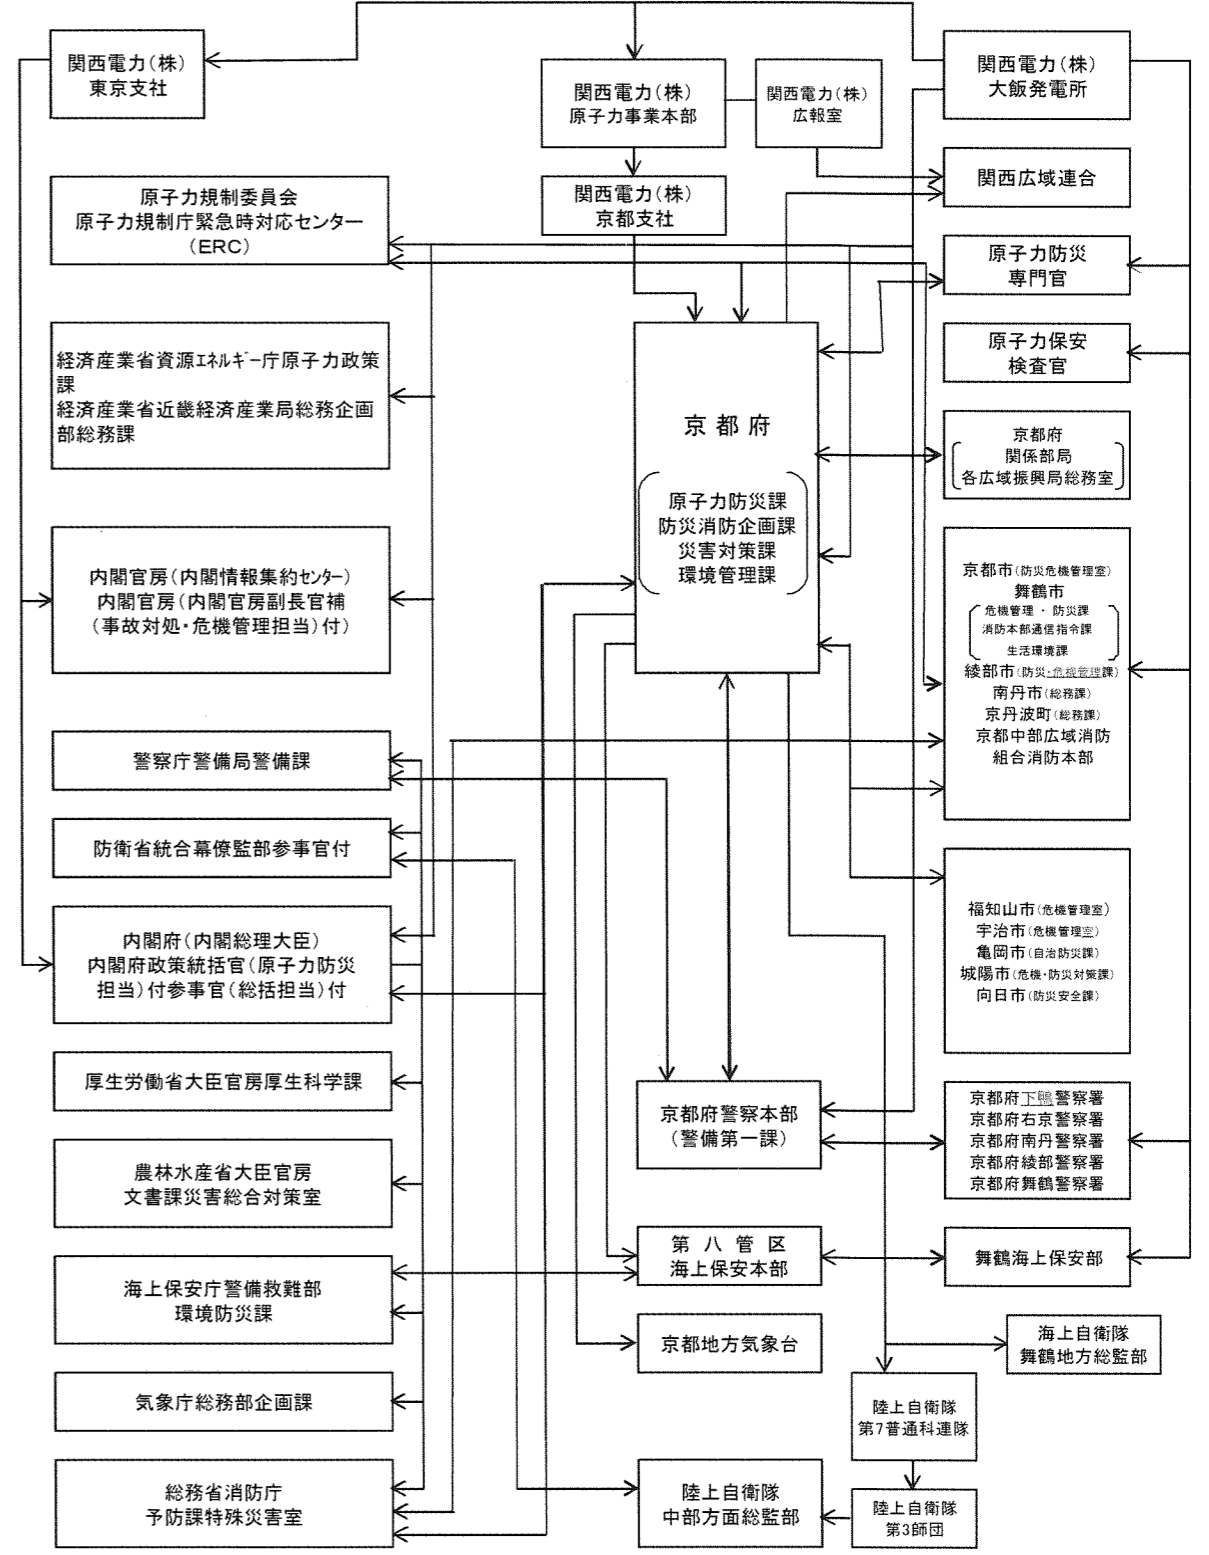 関西電力（株）
東京支社
関西電力（株）
原子力事業本部
関西電力（株）
広報室
関西電力（株）
大飯発電所
関西電力（株）
京都支社
関西広域連合
原子力規制委員会
原子力規制庁緊急時対応センター
（ERC）
原子力防災
専門官
原子力保安
検査官
経済産業省資源ｴﾈﾙｷﾞｰ庁原子力政策
課
経済産業省近畿経済産業局総務企画
部総務課
京都府
原子力防災課
防災消防企画課
災害対策課
環境管理課
京都府
関係部局
各広域振興局総務室
内閣官房（内閣情報集約ｾﾝﾀｰ）
内閣官房（内閣官房副長官補
（事故対処・危機管理担当）付）
京都市（防災危機管理室）
舞鶴市
危機管理・防災課
消防本部通信指令課
生活環境課
綾部市（防災・危機管理課）
南丹市（総務課）
京丹波町（総務課）
京都中部広域消防
組合消防本部
警察庁警備局警備課
防衛省統合幕僚監部参事官付
内閣府（内閣総理大臣）
内閣府政策統括官（原子力防災
担当）付参事官（総括担当）付
福知山市（危機管理室）
宇治市（危機管理室）
亀岡市（自治防災課）
城陽市（危機・防災対策課）
向日市（防災安全課）
厚生労働省大臣官房厚生科学課
京都府警察本部
（警備第一課）
京都府下鴨警察署
京都府右京警察署
京都府南丹警察署
京都府綾部警察署
京都府舞鶴警察署
農林水産省大臣官房
文書課災害総合対策室
第八管区
海上保安本部
舞鶴海上保安部
海上保安庁警備救難部
環境防災課
京都地方気象台
海上自衛隊
舞鶴地方総監部
気象庁総務部企画課
陸上自衛隊
第7普通科連隊
総務省消防庁
予防課特殊災害室
陸上自衛隊
中部方面総監部
陸上自衛隊
第3師団